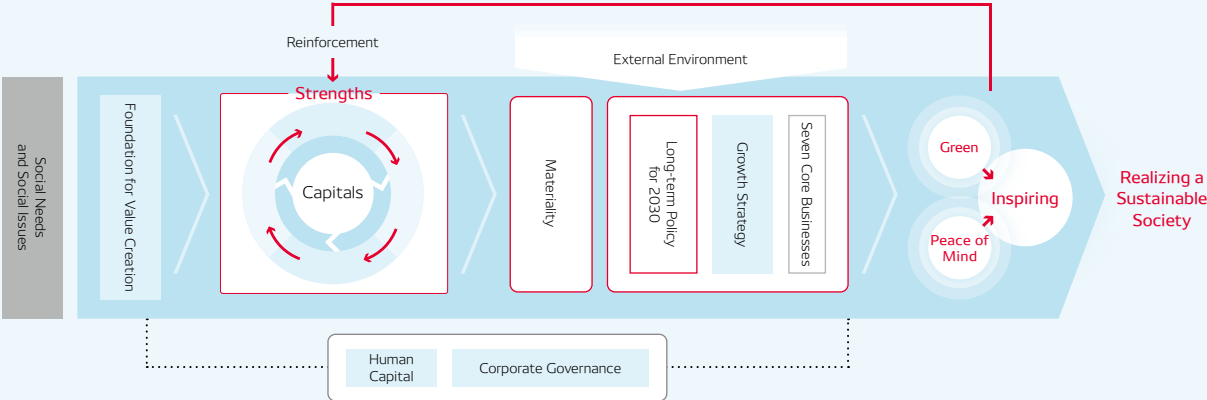 Reinforcement
External Environment
Social Needs
and Social Issues
Foundation for Value Creation
Strengths
Capitals
Materiality
Long-term Policy
for 2030
Growth Strategy
Seven Core Businesses
Green
Inspiring
Peace of
Mind
Realizing a
Sustainable
Society
Human
Capital
Corporate Governance